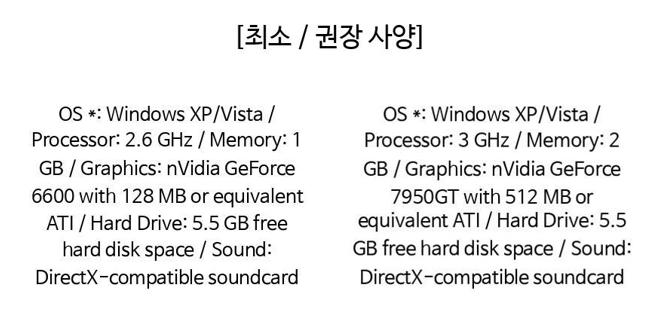 [최소 / 권장 사양]
OS *: Windows XP/Vista /
Processor: 2.6 GHz / Memory: 1
GB / Graphics: nVidia GeForce
6600 with 128 MB or equivalent
ATI / Hard Drive: 5.5 GB free
hard disk space / Sound:
DirectX-compatible soundcard
OS *: Windows XP/Vista /
Processor: 3 GHz / Memory: 2
GB / Graphics: nVidia GeForce
7950GT with 512 MB or
equivalent ATI / Hard Drive: 5.5
GB free hard disk space / Sound:
DirectX-compatible soundcard